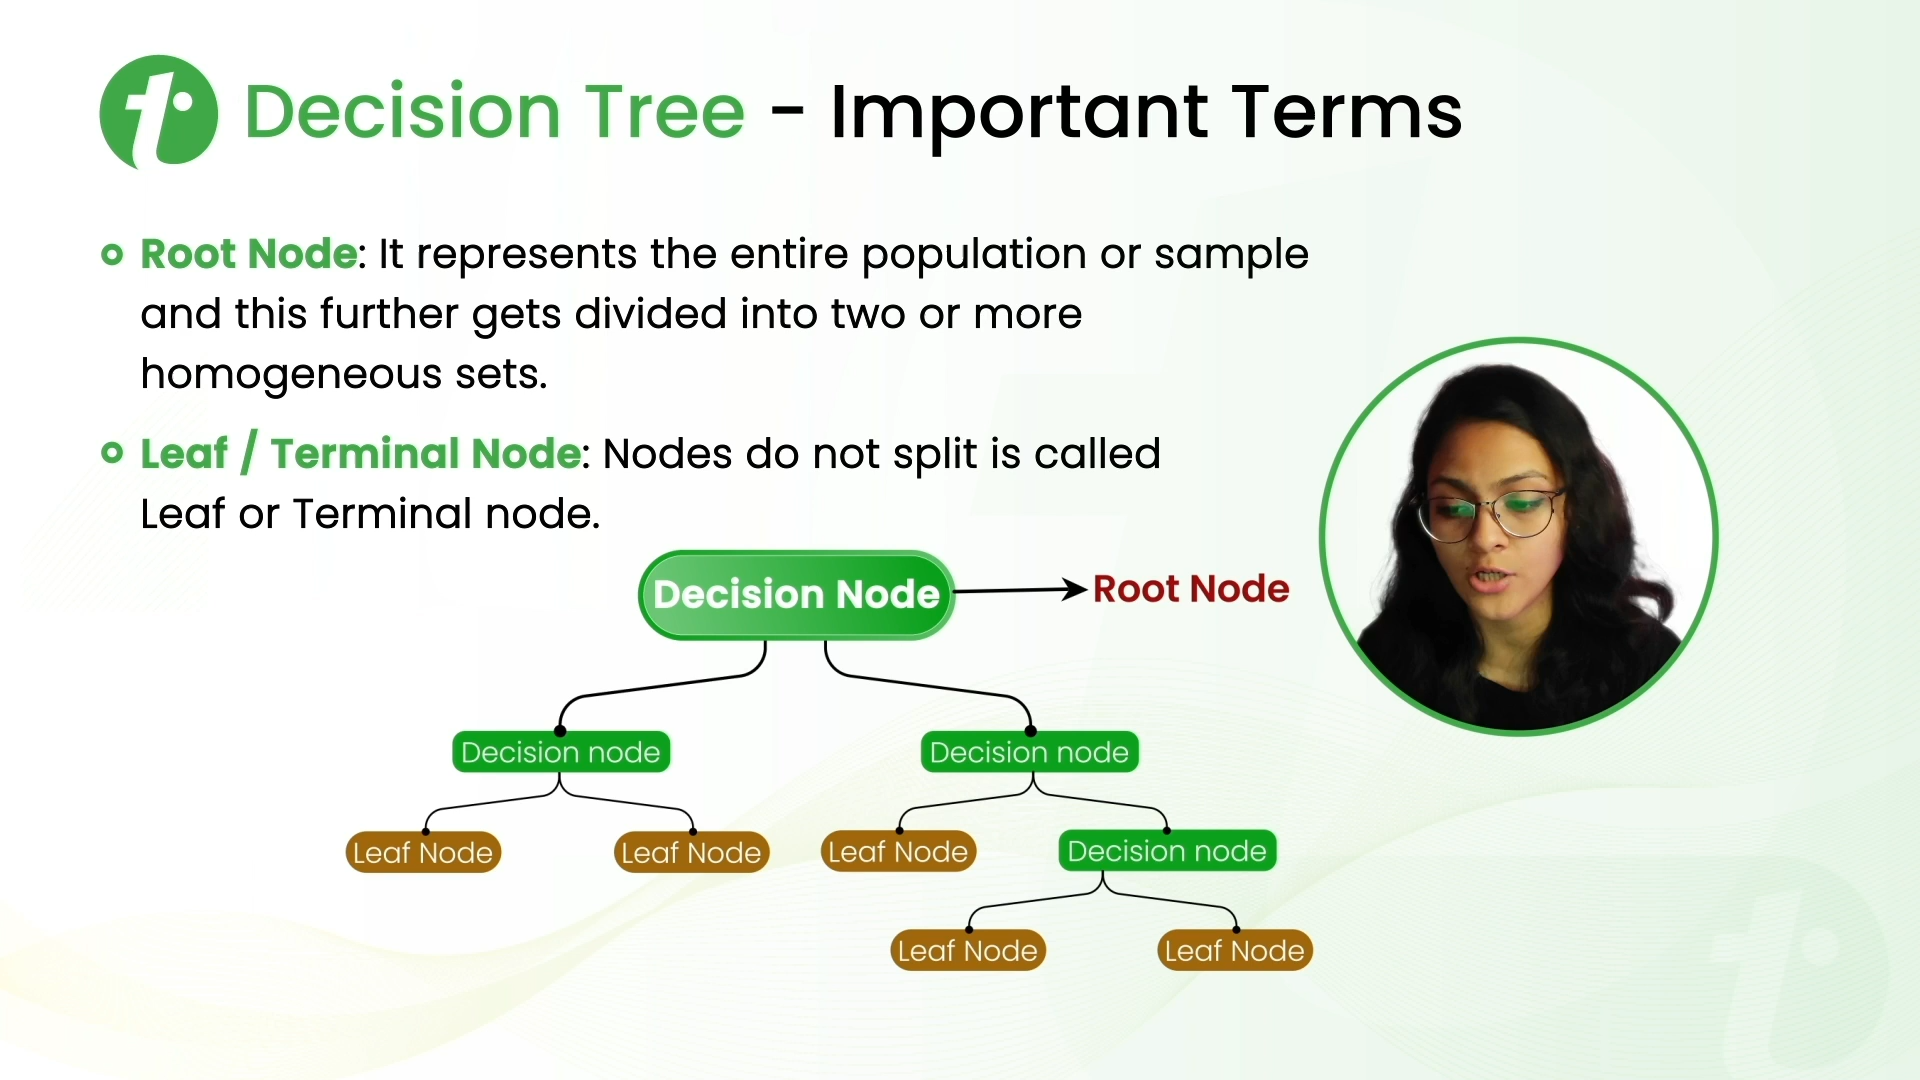 Decision Tree - Important Terms
Root Node: It represents the entire population or sample
and this further gets divided into two or more
homogeneous sets.
Leaf / Terminal Node: Nodes do not split is called
Leaf or Terminal node.
Decision Node
Root Node
Decision node
Decision node
Leaf Node
Leaf Node
Leaf Node
Decision node
Leaf Node
Leaf Node